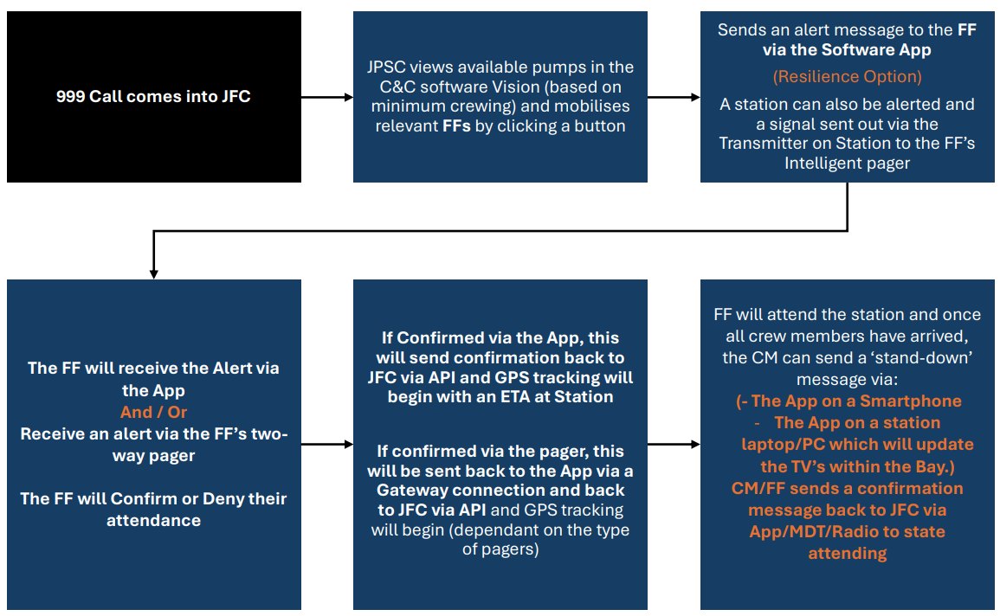 999 Call comes into JFC
JPSC views available pumps in the
C&C software Vision (based on
minimum crewing) and mobilises
relevant FFs by clicking a button
Sends an alert message to the FF
via the Software App
(Resilience Option)
A station can also be alerted and
a signal sent out via the
Transmitter on Station to the FF’s
Intelligent pager
The FF will receive the Alert via
the App
And / Or
Receive an alert via the FF’s two-
way pager
The FF will Confirm or Deny their
attendance
If Confirmed via the App, this
will send confirmation back to
JFC via API and GPS tracking will
begin with an ETA at Station
If confirmed via the pager, this
will be sent back to the App via a
Gateway connection and back
to JFC via API and GPS tracking
will begin (dependant on the type
of pagers)
FF will attend the station and once
all crew members have arrived,
the CM can send a ‘stand-down’
message via:
(- The App on a Smartphone
- The App on a station
laptop/PC which will update
the TV’s within the Bay.)
CM/FF sends a confirmation
message back to JFC via
App/MDT/Radio to state
attending